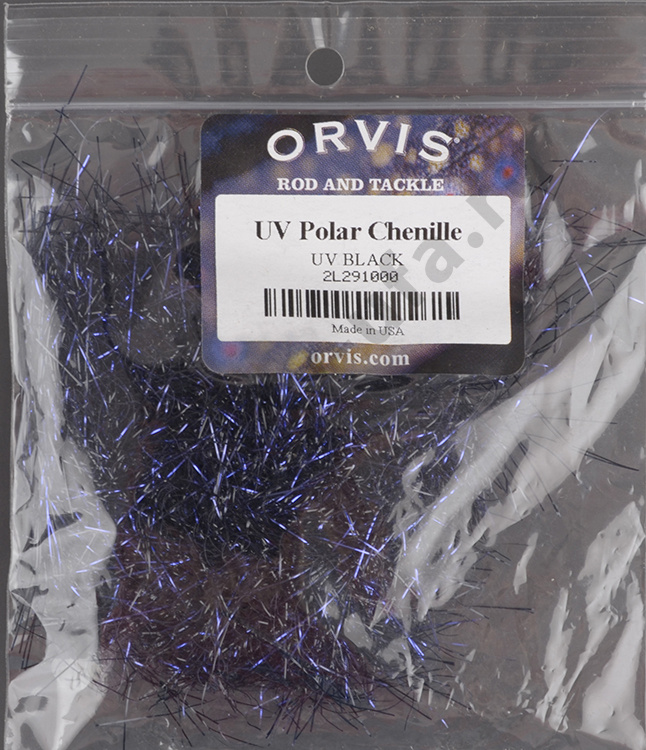 ORVIS®
ROD AND TACKLE
UV Polar Chenille
UV BLACK
2L291000
Made in USA
orvis.com